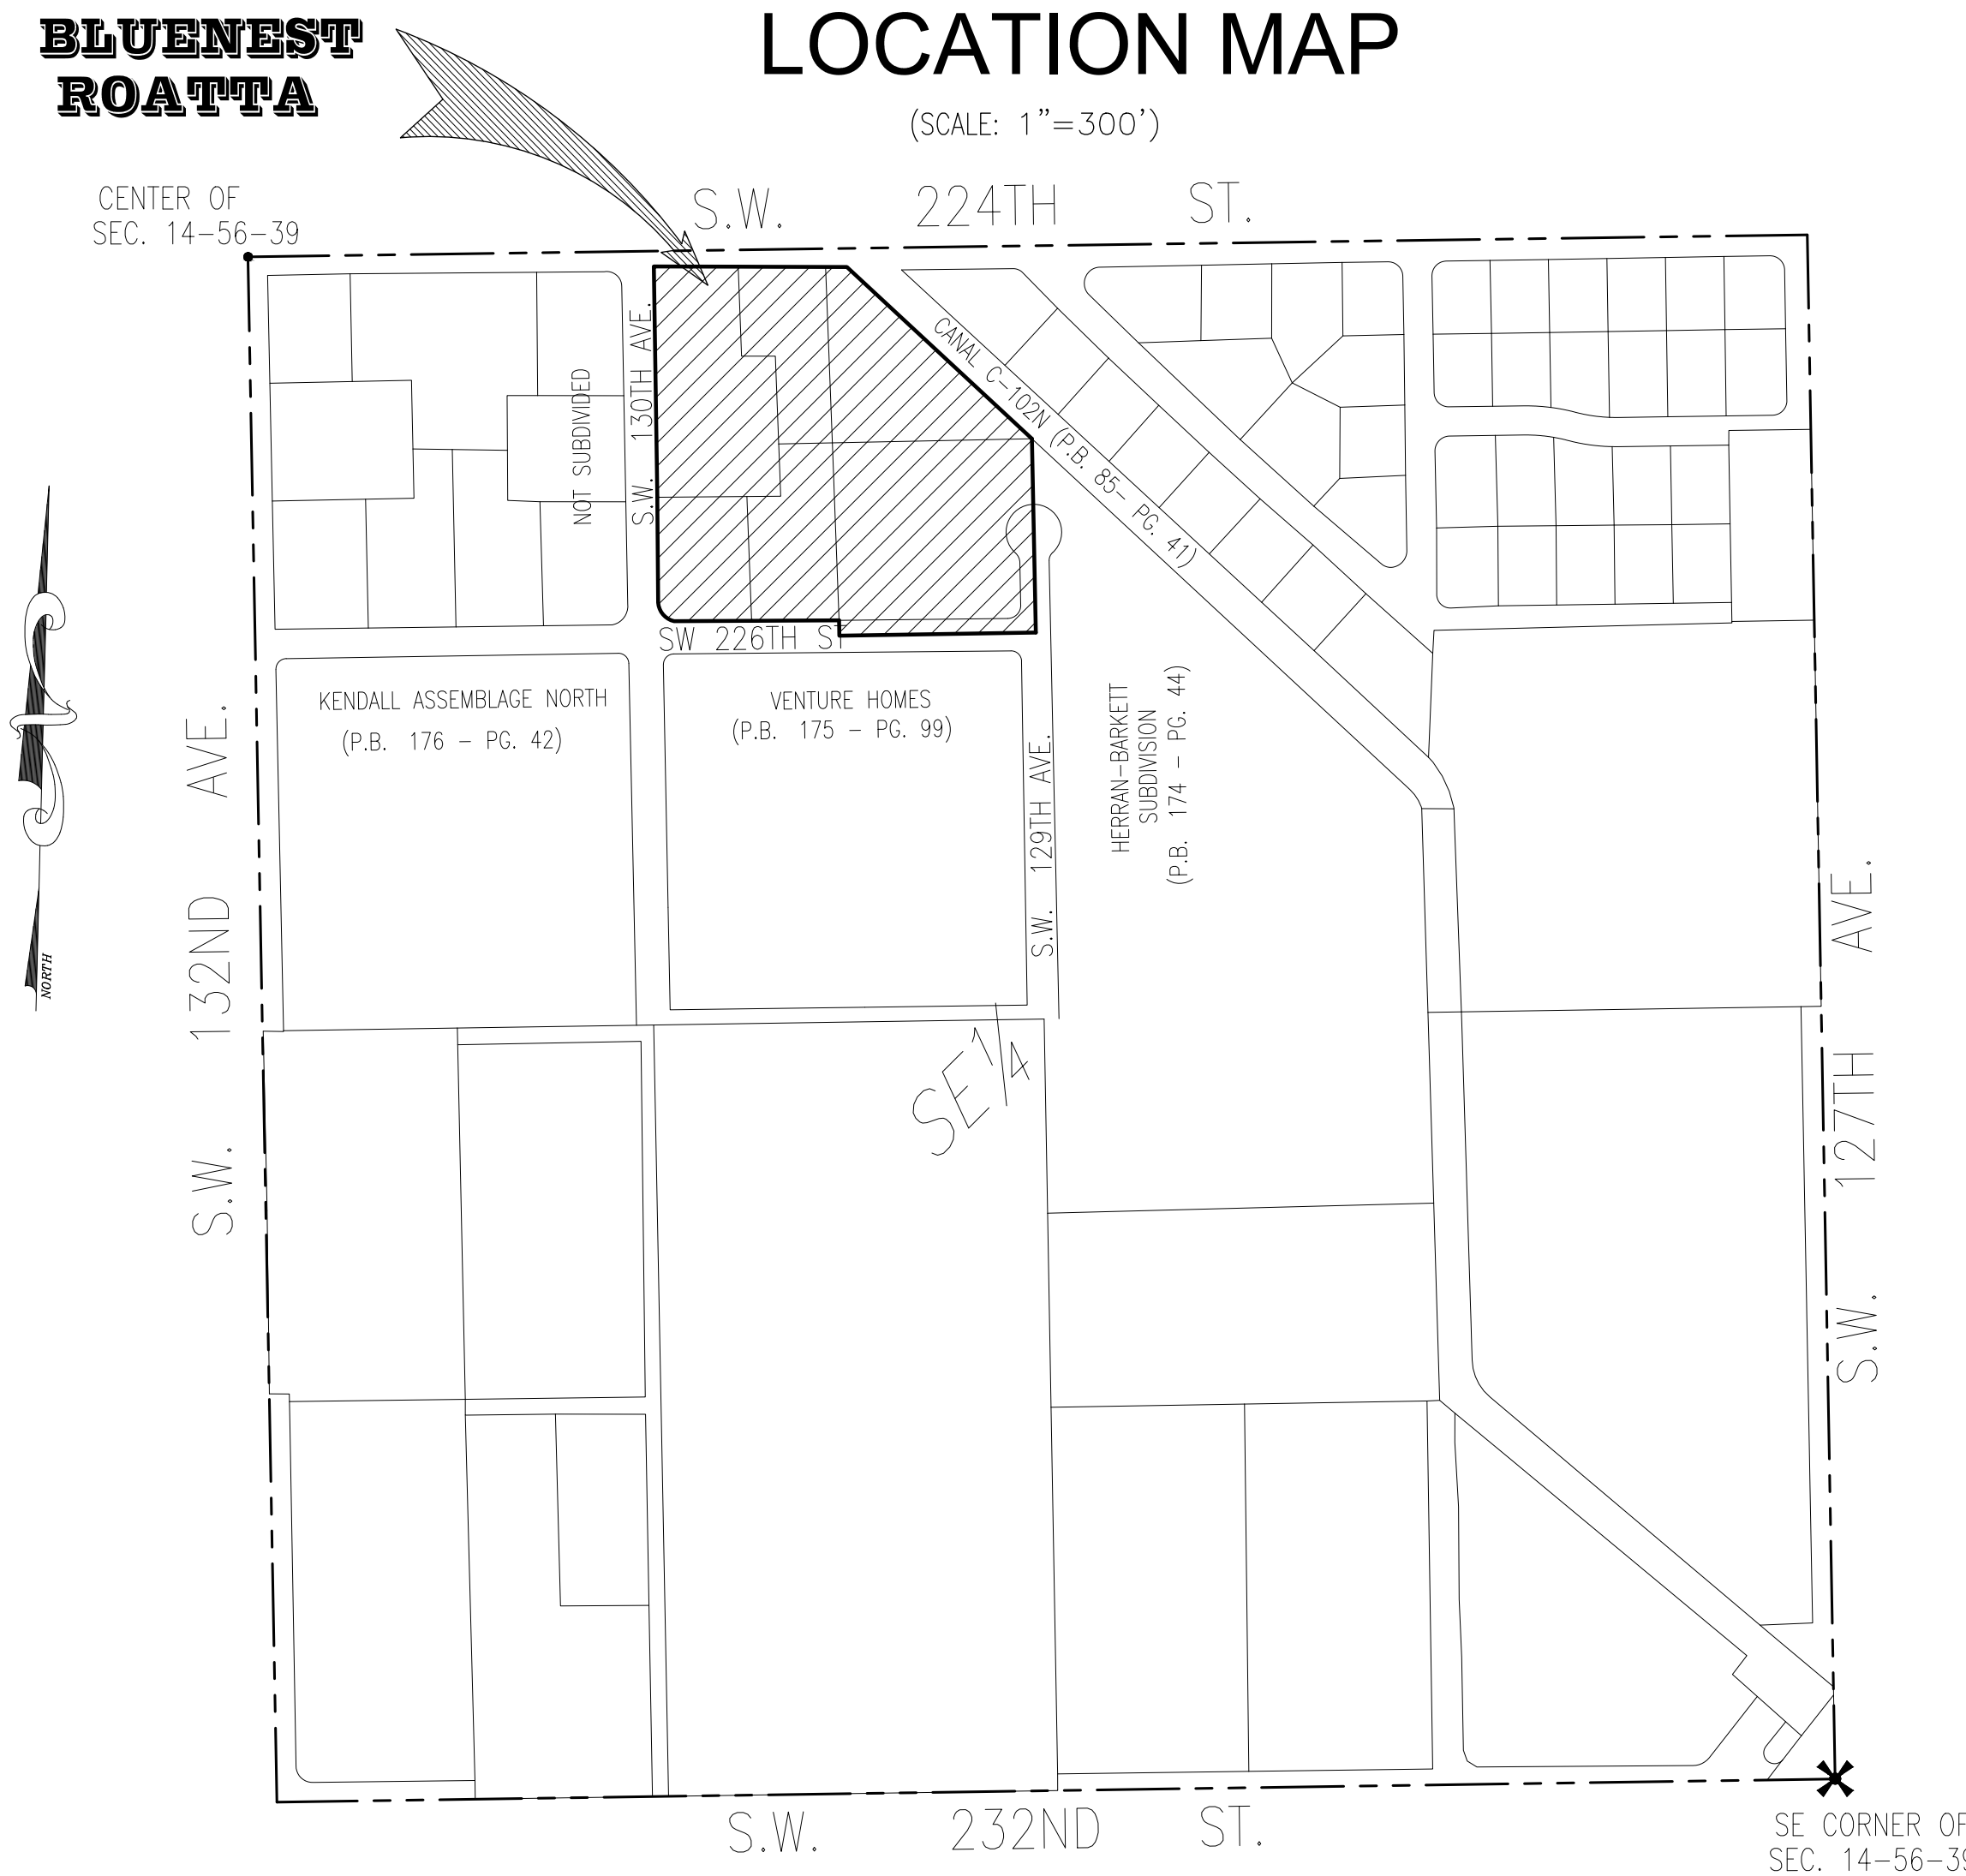 BLUENEST
ROATTA
LOCATION MAP
(SCALE: 1"=300')
CENTER OF
SEC. 14-56-39
S.W. 224TH ST.
NOT SUBDIVIDED
S.W. 130TH AVE.
CANAL C-102N (P.B. 85- PG. 41)
SW 226TH ST
KENDALL ASSEMBLAGE NORTH
(P.B. 176 - PG. 42)
VENTURE HOMES
(P.B. 175 - PG. 99)
S.W. 129TH AVE.
HERRAN-BARKETT
SUBDIVISION
(P.B. 174 - PG. 44)
S.W. 132ND AVE.
NORTH
SE 1/4
S.W. 127TH AVE.
S.W. 232ND ST.
SE CORNER OF
SEC. 14-56-39